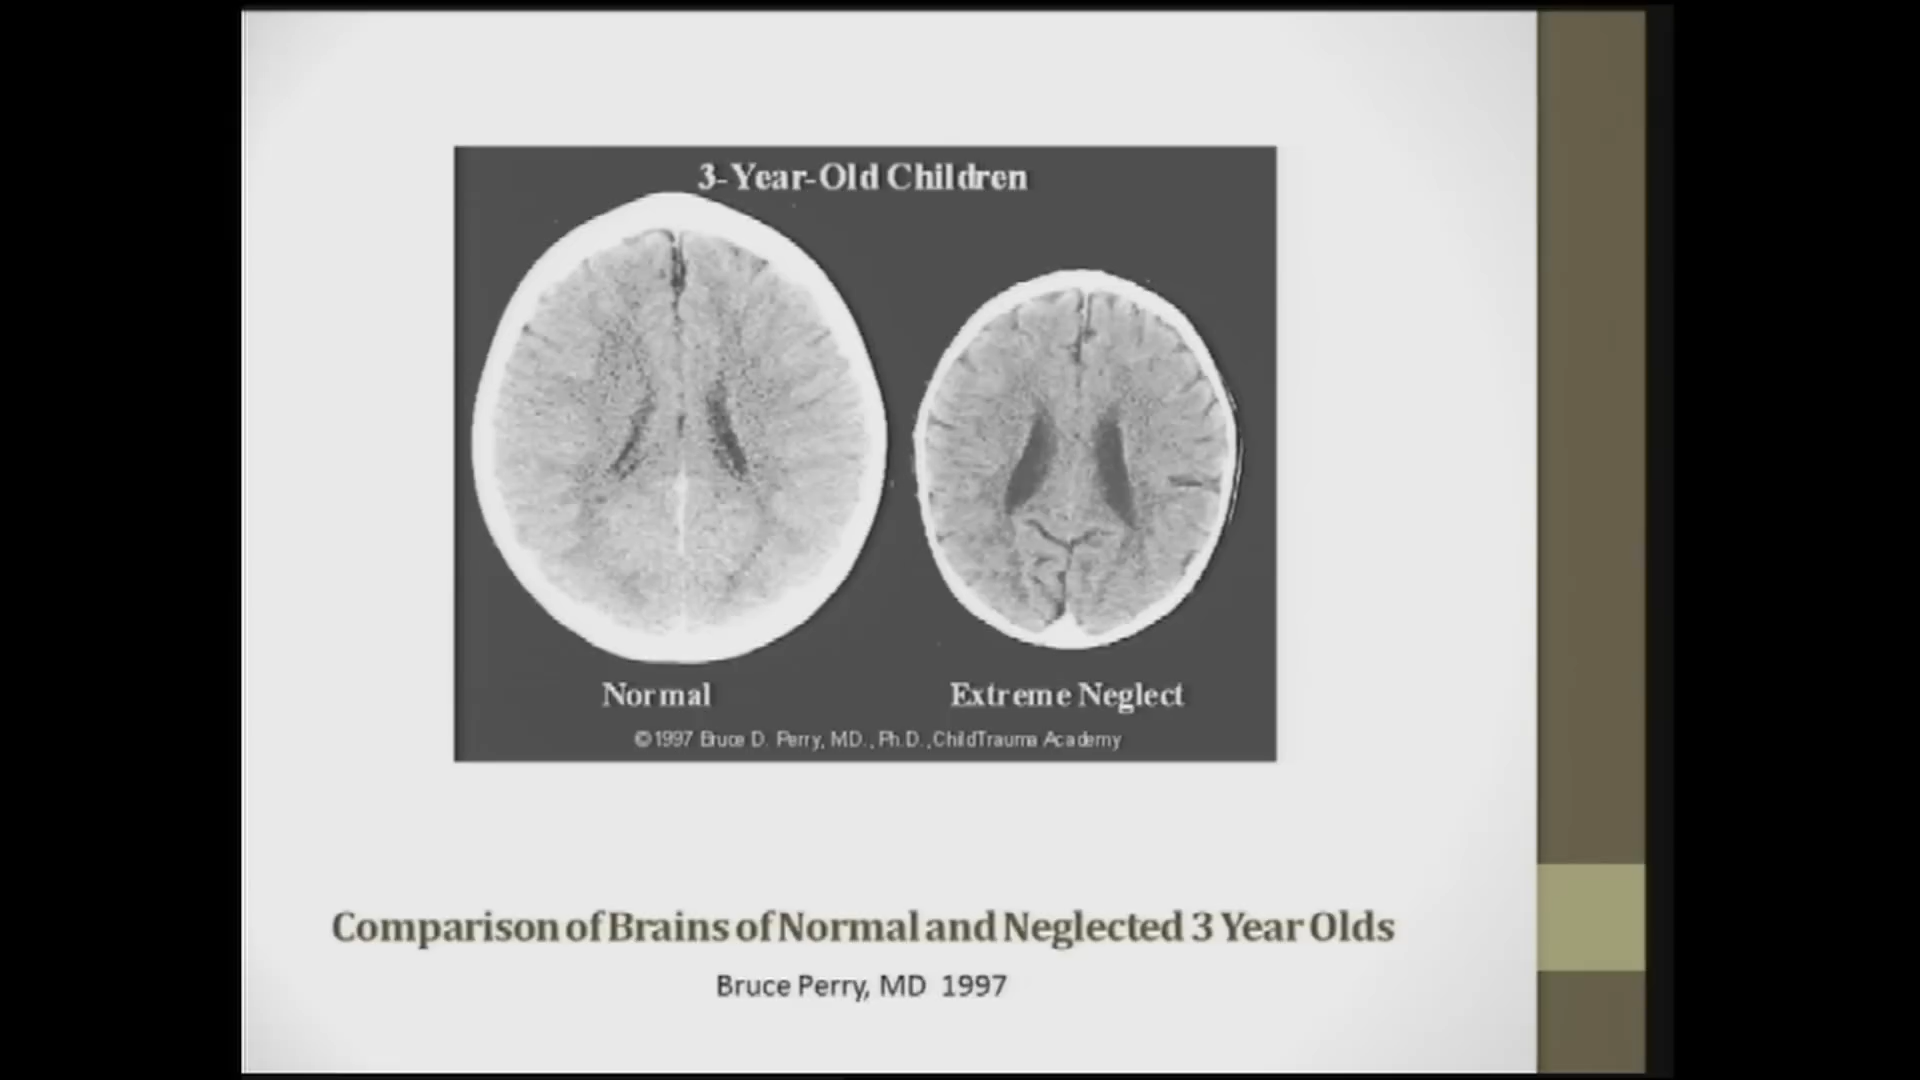 3-Year-Old Children
Normal
Extreme Neglect
©1997 Bruce D. Perry, MD., Ph.D., ChildTrauma Academy
Comparison of Brains of Normal and Neglected 3 Year Olds
Bruce Perry, MD 1997